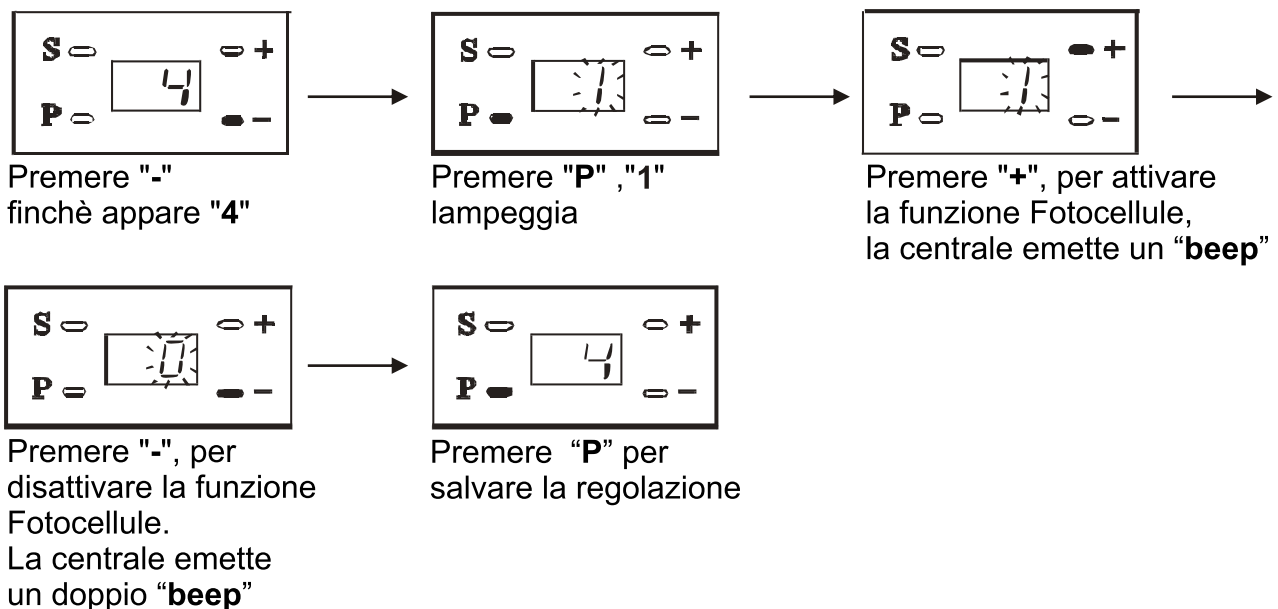 S + 4 P -
Premere "-"
finchè appare "4"
S + 1 P -
Premere "P" ,"1"
lampeggia
S + 1 P -
Premere "+", per attivare
la funzione Fotocellule,
la centrale emette un “beep”
S + 0 P -
Premere "-", per
disattivare la funzione
Fotocellule.
La centrale emette
un doppio “beep”
S + 4 P -
Premere “P” per
salvare la regolazione